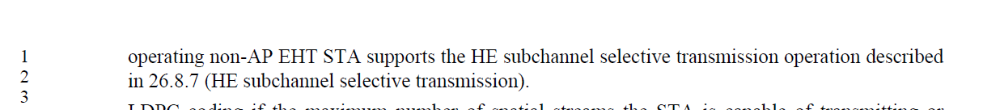 1 operating non-AP EHT STA supports the HE subchannel selective transmission operation described
2 in 26.8.7 (HE subchannel selective transmission).
3 LDPC coding if the maximum number of spatial streams the STA is capable of transmitting or